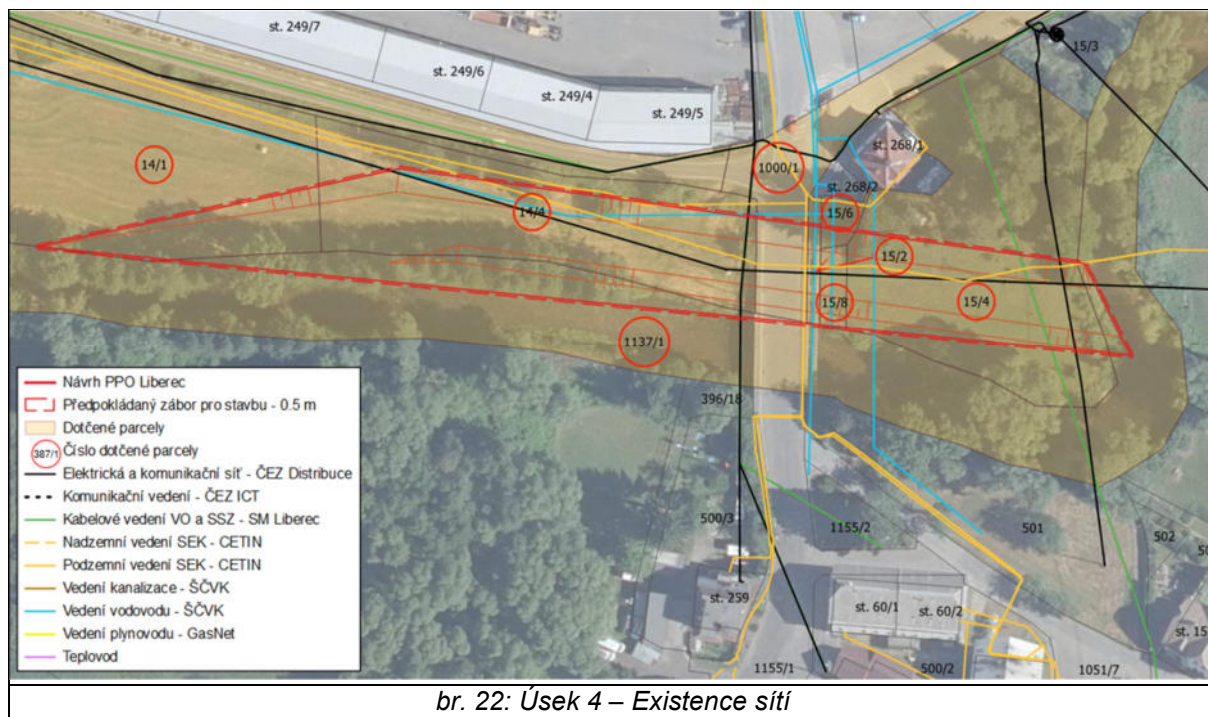 st. 249/7
st. 249/6
st. 249/4
st. 249/5
15/3
14/1
1000/1
st. 268/1
st. 268/2
14/4
15/6
15/2
15/8
15/4
1137/1
396/18
Návrh PPO Liberec
Předpokládaný zábor pro stavbu - 0.5 m
Dotčené parcely
387/1 Číslo dotčené parcely
Elektrická a komunikační síť - ČEZ Distribuce
Komunikační vedení - ČEZ ICT
Kabelové vedení VO a SSZ - SM Liberec
Nadzemní vedení SEK - CETIN
Podzemní vedení SEK - CETIN
Vedení kanalizace - ŠČVK
Vedení vodovodu - ŠČVK
Vedení plynovodu - GasNet
Teplovod
500/3
1155/2
501
502
st. 259
st. 60/1
st. 60/2
st. 15
1155/1
500/2
1051/7
br. 22: Úsek 4 – Existence sítí